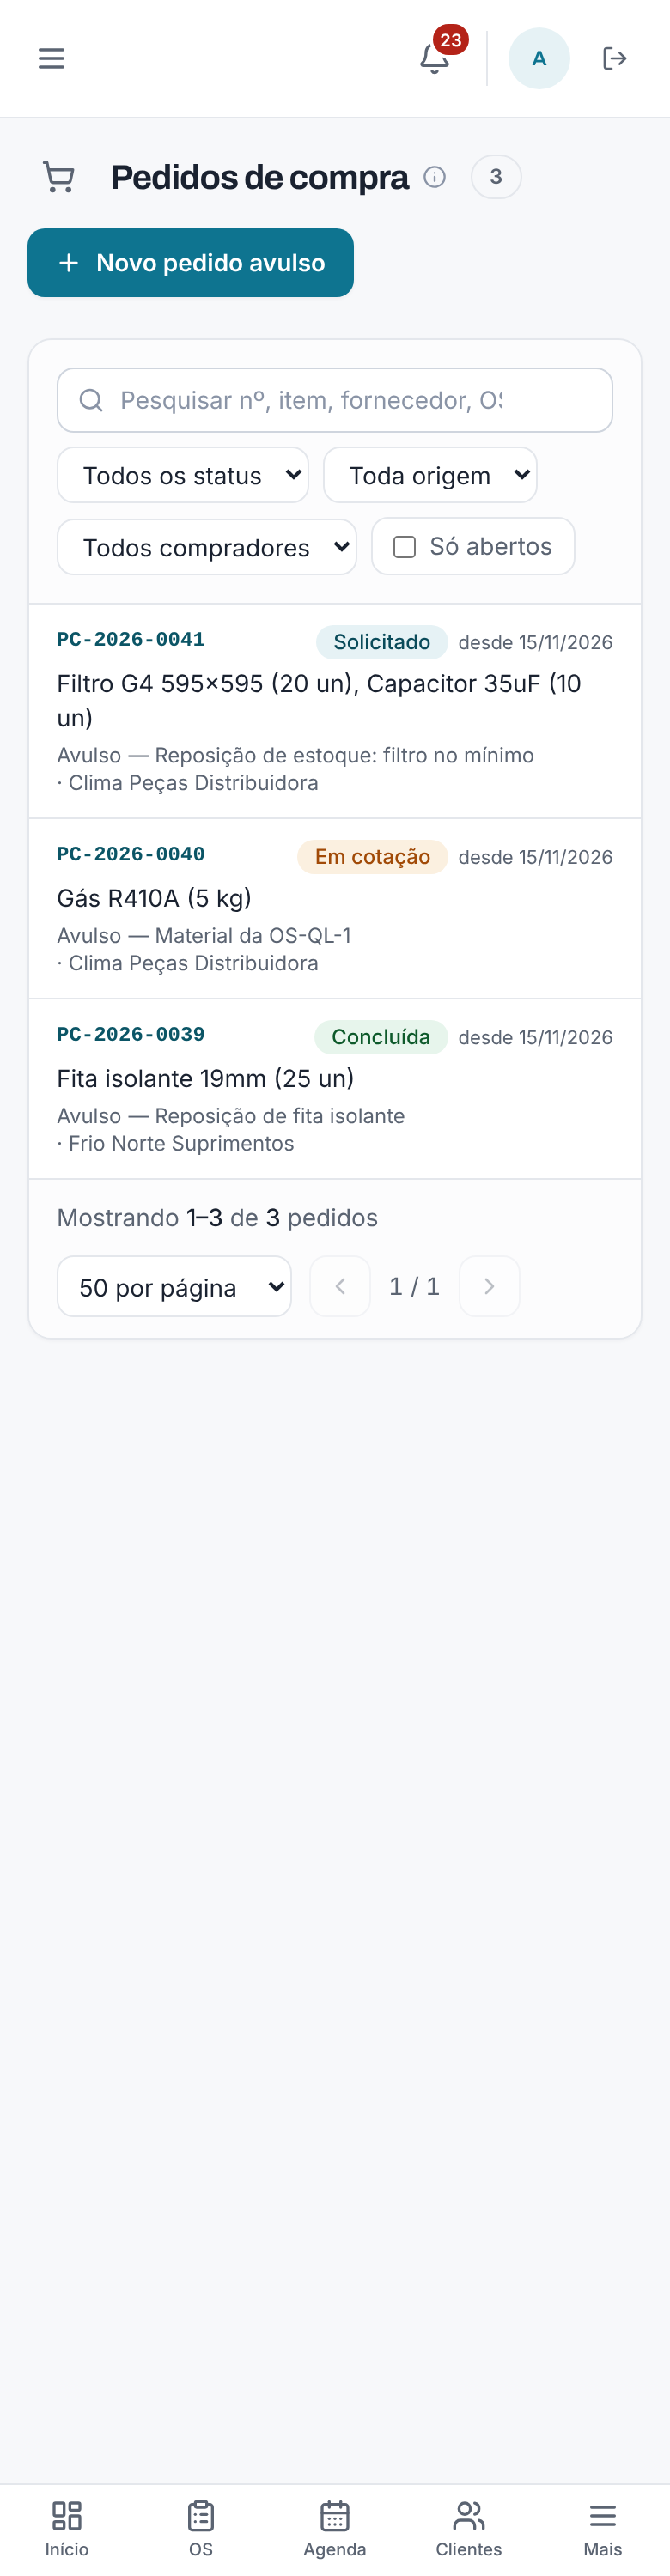 23
A
Pedidos de compra
3
Novo pedido avulso
Pesquisar nº, item, fornecedor,
Todos os status
Toda origem
Todos compradores
Só abertos
PC-2026-0041
Solicitado
desde 15/11/2026
Filtro G4 595×595 (20 un), Capacitor 35uF (10
un)
Avulso — Reposição de estoque: filtro no mínimo
· Clima Peças Distribuidora
PC-2026-0040
Em cotação
desde 15/11/2026
Gás R410A (5 kg)
Avulso — Material da OS-QL-1
· Clima Peças Distribuidora
PC-2026-0039
Concluída
desde 15/11/2026
Fita isolante 19mm (25 un)
Avulso — Reposição de fita isolante
· Frio Norte Suprimentos
Mostrando 1–3 de 3 pedidos
50 por página
1 / 1
Início
OS
Agenda
Clientes
Mais